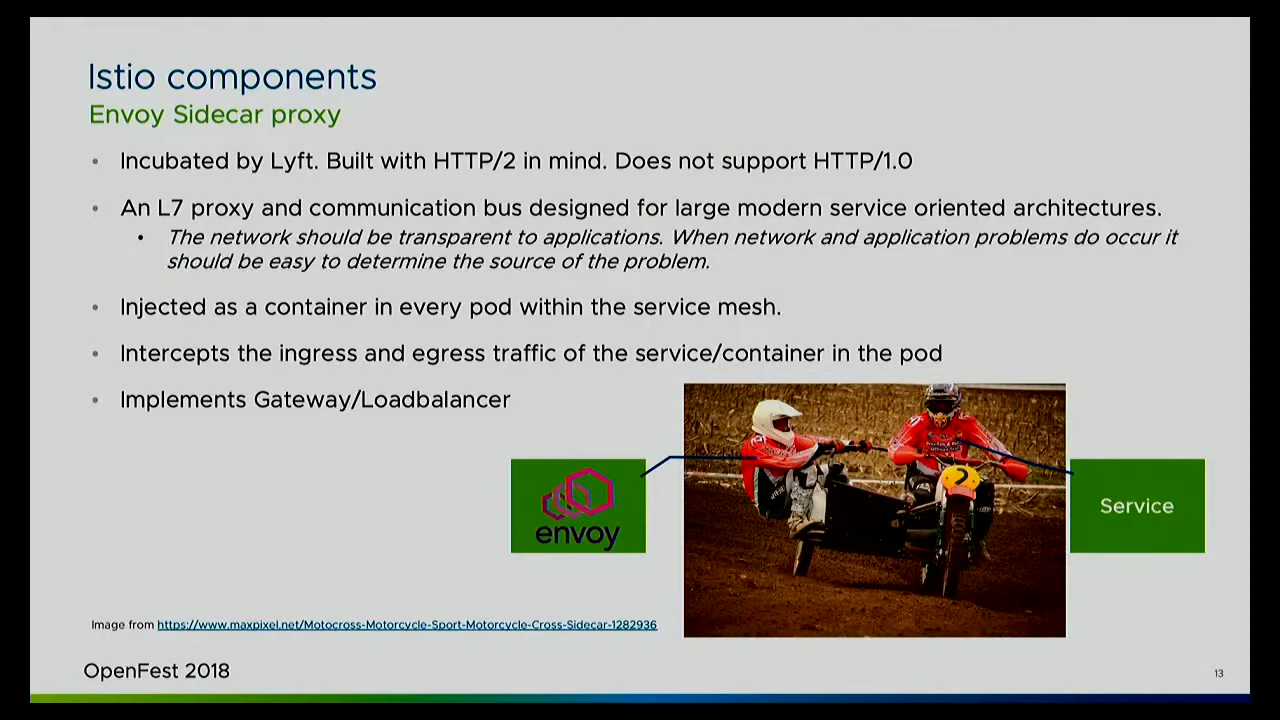 Istio components
Envoy Sidecar proxy
• Incubated by Lyft. Built with HTTP/2 in mind. Does not support HTTP/1.0
• An L7 proxy and communication bus designed for large modern service oriented architectures.
• The network should be transparent to applications. When network and application problems do occur it
should be easy to determine the source of the problem.
• Injected as a container in every pod within the service mesh.
• Intercepts the ingress and egress traffic of the service/container in the pod
• Implements Gateway/Loadbalancer
2
envoy
Service
Image from https://www.maxpixel.net/Motocross-Motorcycle-Sport-Motorcycle-Cross-Sidecar-1282936
OpenFest 2018
13